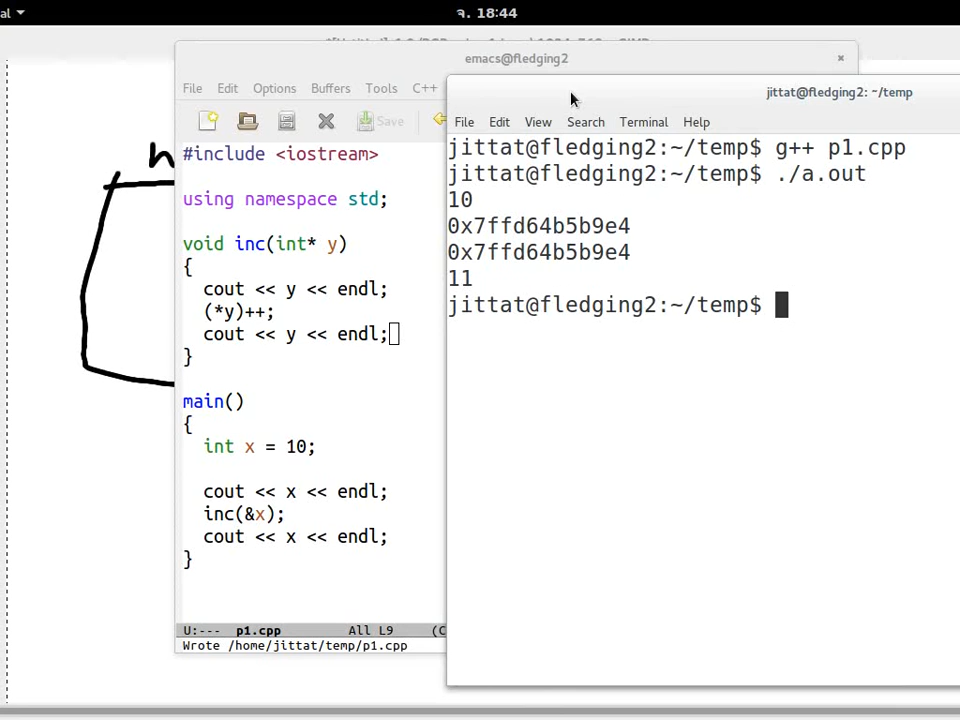 al
จ. 18:44
emacs@fledging2
File Edit Options Buffers Tools C++
Save
#include <iostream>
using namespace std;
void inc(int* y)
{
cout << y << endl;
(*y)++;
cout << y << endl;
}
main()
{
int x = 10;
cout << x << endl;
inc(&x);
cout << x << endl;
}
U:--- p1.cpp All L9 (C
Wrote /home/jittat/temp/p1.cpp
jittat@fledging2: ~/temp
File Edit View Search Terminal Help
jittat@fledging2:~/temp$ g++ p1.cpp
jittat@fledging2:~/temp$ ./a.out
10
0x7ffd64b5b9e4
0x7ffd64b5b9e4
11
jittat@fledging2:~/temp$